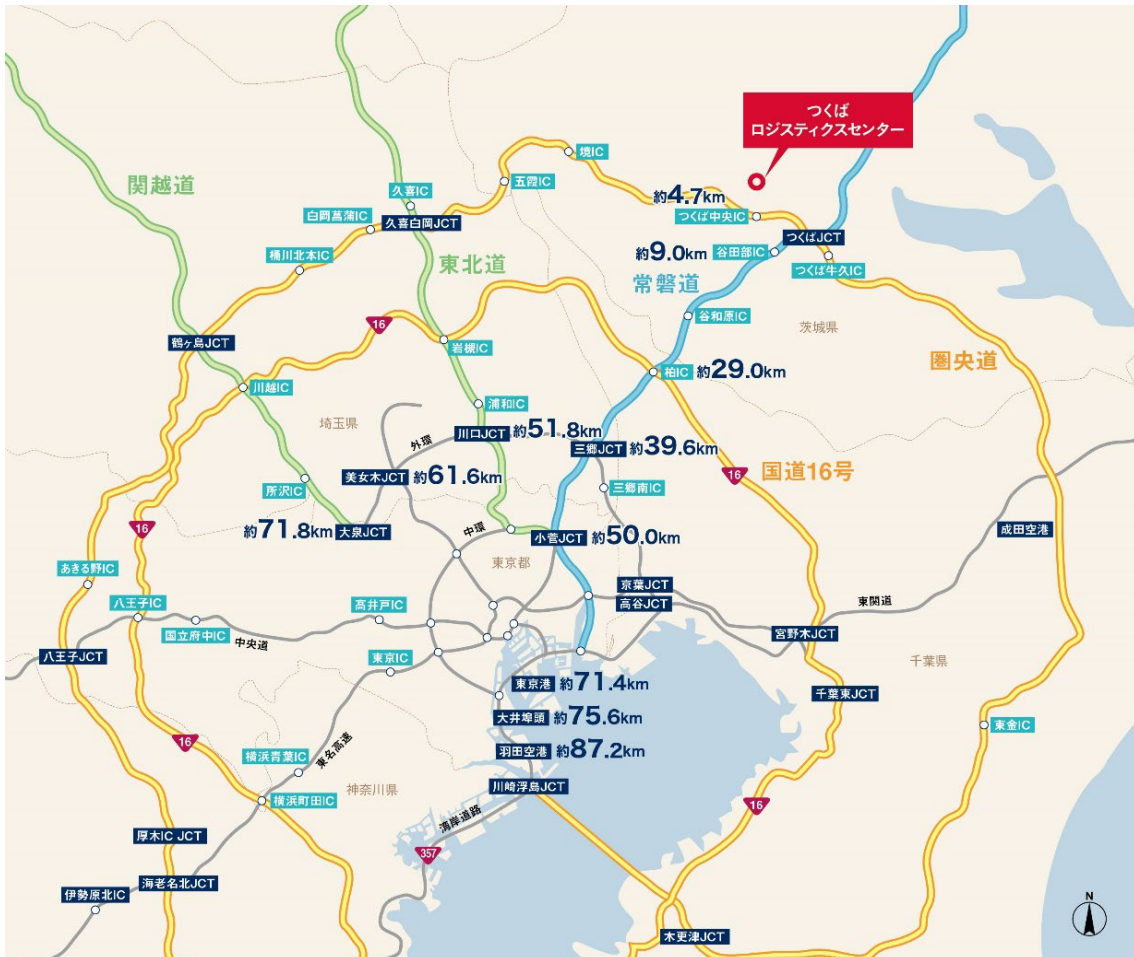 つくば
ロジスティクスセンター
境IC
五霞IC
関越道
久喜IC
約4.7km
つくば中央IC
白岡菖蒲IC
久喜白岡JCT
つくばJCT
約9.0km
谷田部IC
桶川北本IC
東北道
つくば牛久IC
常磐道
谷和原IC
茨城県
16
鶴ヶ島JCT
岩槻IC
圏央道
柏IC
約29.0km
川越IC
浦和IC
埼玉県
川口JCT
約51.8km
外環
三郷JCT
約39.6km
国道16号
16
美女木JCT
約61.6km
所沢IC
三郷南IC
16
約71.8km
大泉JCT
中環
小菅JCT
約50.0km
成田空港
東京都
あきる野IC
京葉JCT
高谷JCT
東関道
八王子IC
高井戸IC
国立府中IC
中央道
宮野木JCT
八王子JCT
東京IC
千葉県
東京港
約71.4km
千葉東JCT
大井埠頭
約75.6km
東金IC
16
横浜青葉IC
東名高速
羽田空港
約87.2km
神奈川県
川崎浮島JCT
横浜町田IC
16
湾岸道路
厚木IC JCT
357
海老名北JCT
伊勢原北IC
N
木更津JCT